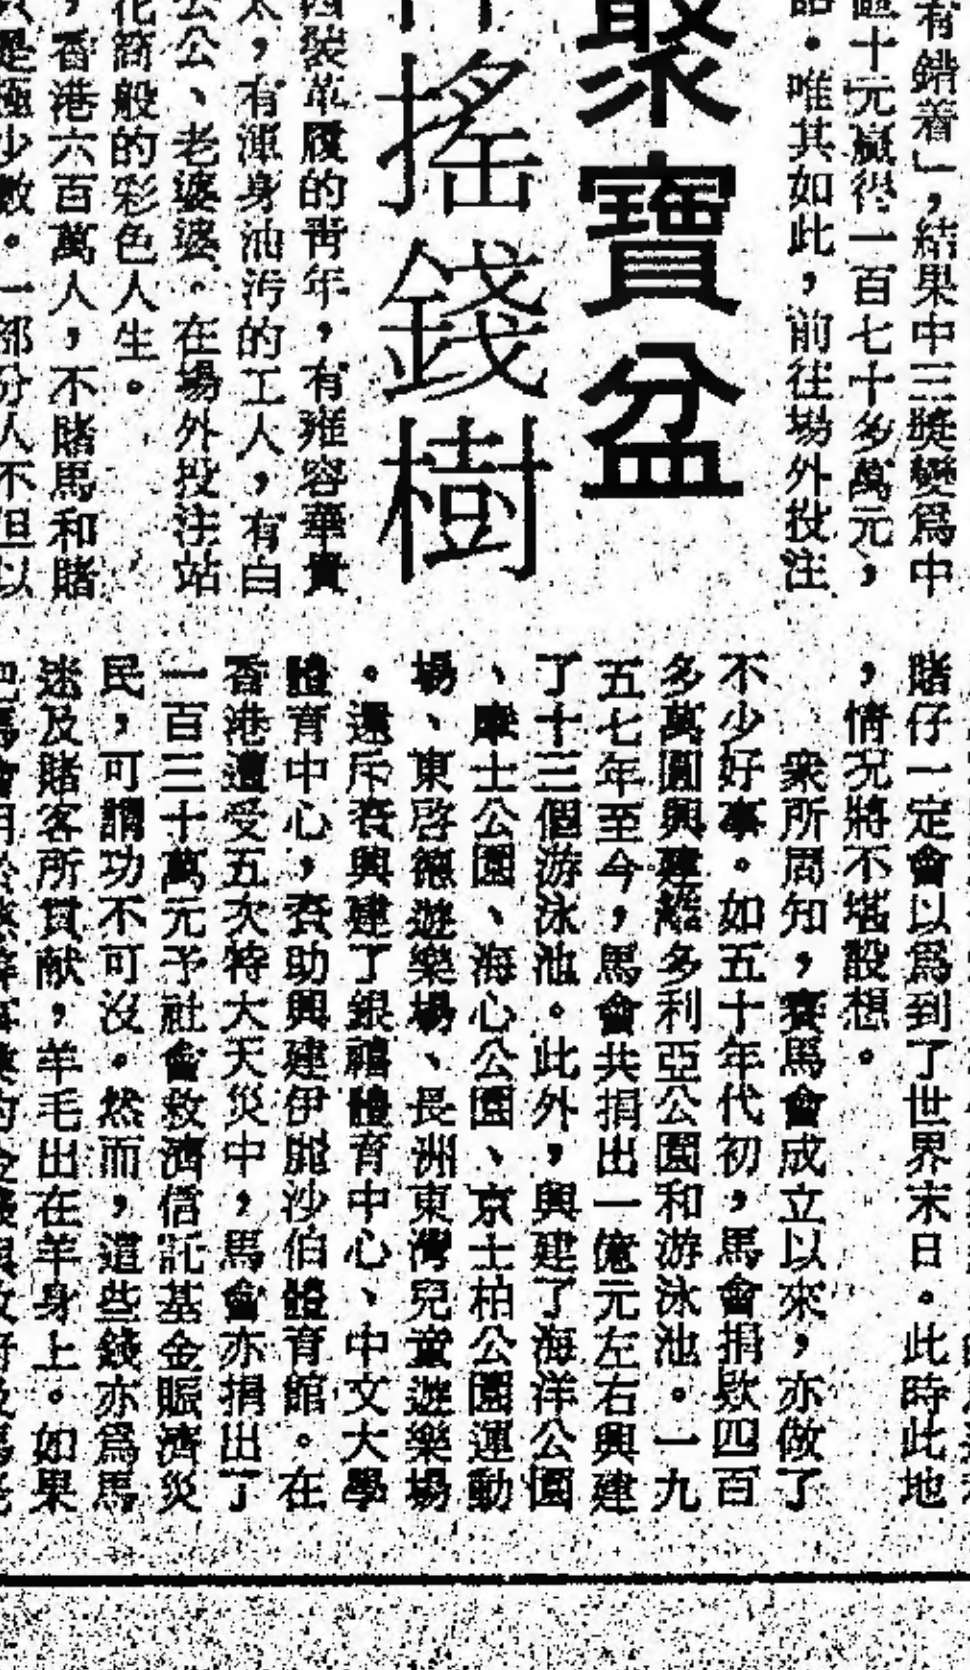 有錯着」，結果中三獎變爲中
區十元贏得一百七十多萬元，
。唯其如此，前往場外投注
聚寶盆
搖錢樹
裝革履的靑年，有雍容華貴
太，有渾身油污的工人，有白
公公、老婆婆。在場外投注站
花筒般的彩色人生。
，香港六百萬人，不賭馬和賭
是極少數。一部分人不但以
賭仔一定會以爲到了世界末日。此時此地
，情況將不堪設想。
衆所周知，賽馬會成立以來，亦做了
不少好事。如五十年代初，馬會捐欵四百
多萬圓興建維多利亞公園和游泳池。一九
五七年至今，馬會共捐出一億元左右興建
了十三個游泳池。此外，興建了海洋公園
、摩士公園、海心公園、京士柏公園運動
場、東啓德遊樂場、長洲東灣兒童遊樂場
。還斥資興建了銀禧體育中心、中文大學
體育中心，資助興建伊脷沙伯體育館。在
香港遭受五次特大天災中，馬會亦捐出了
一百三十萬元予社會救濟信託基金賑濟災
民，可謂功不可沒。然而，這些錢亦爲馬
迷及賭客所貢献，羊毛出在羊身上。如果